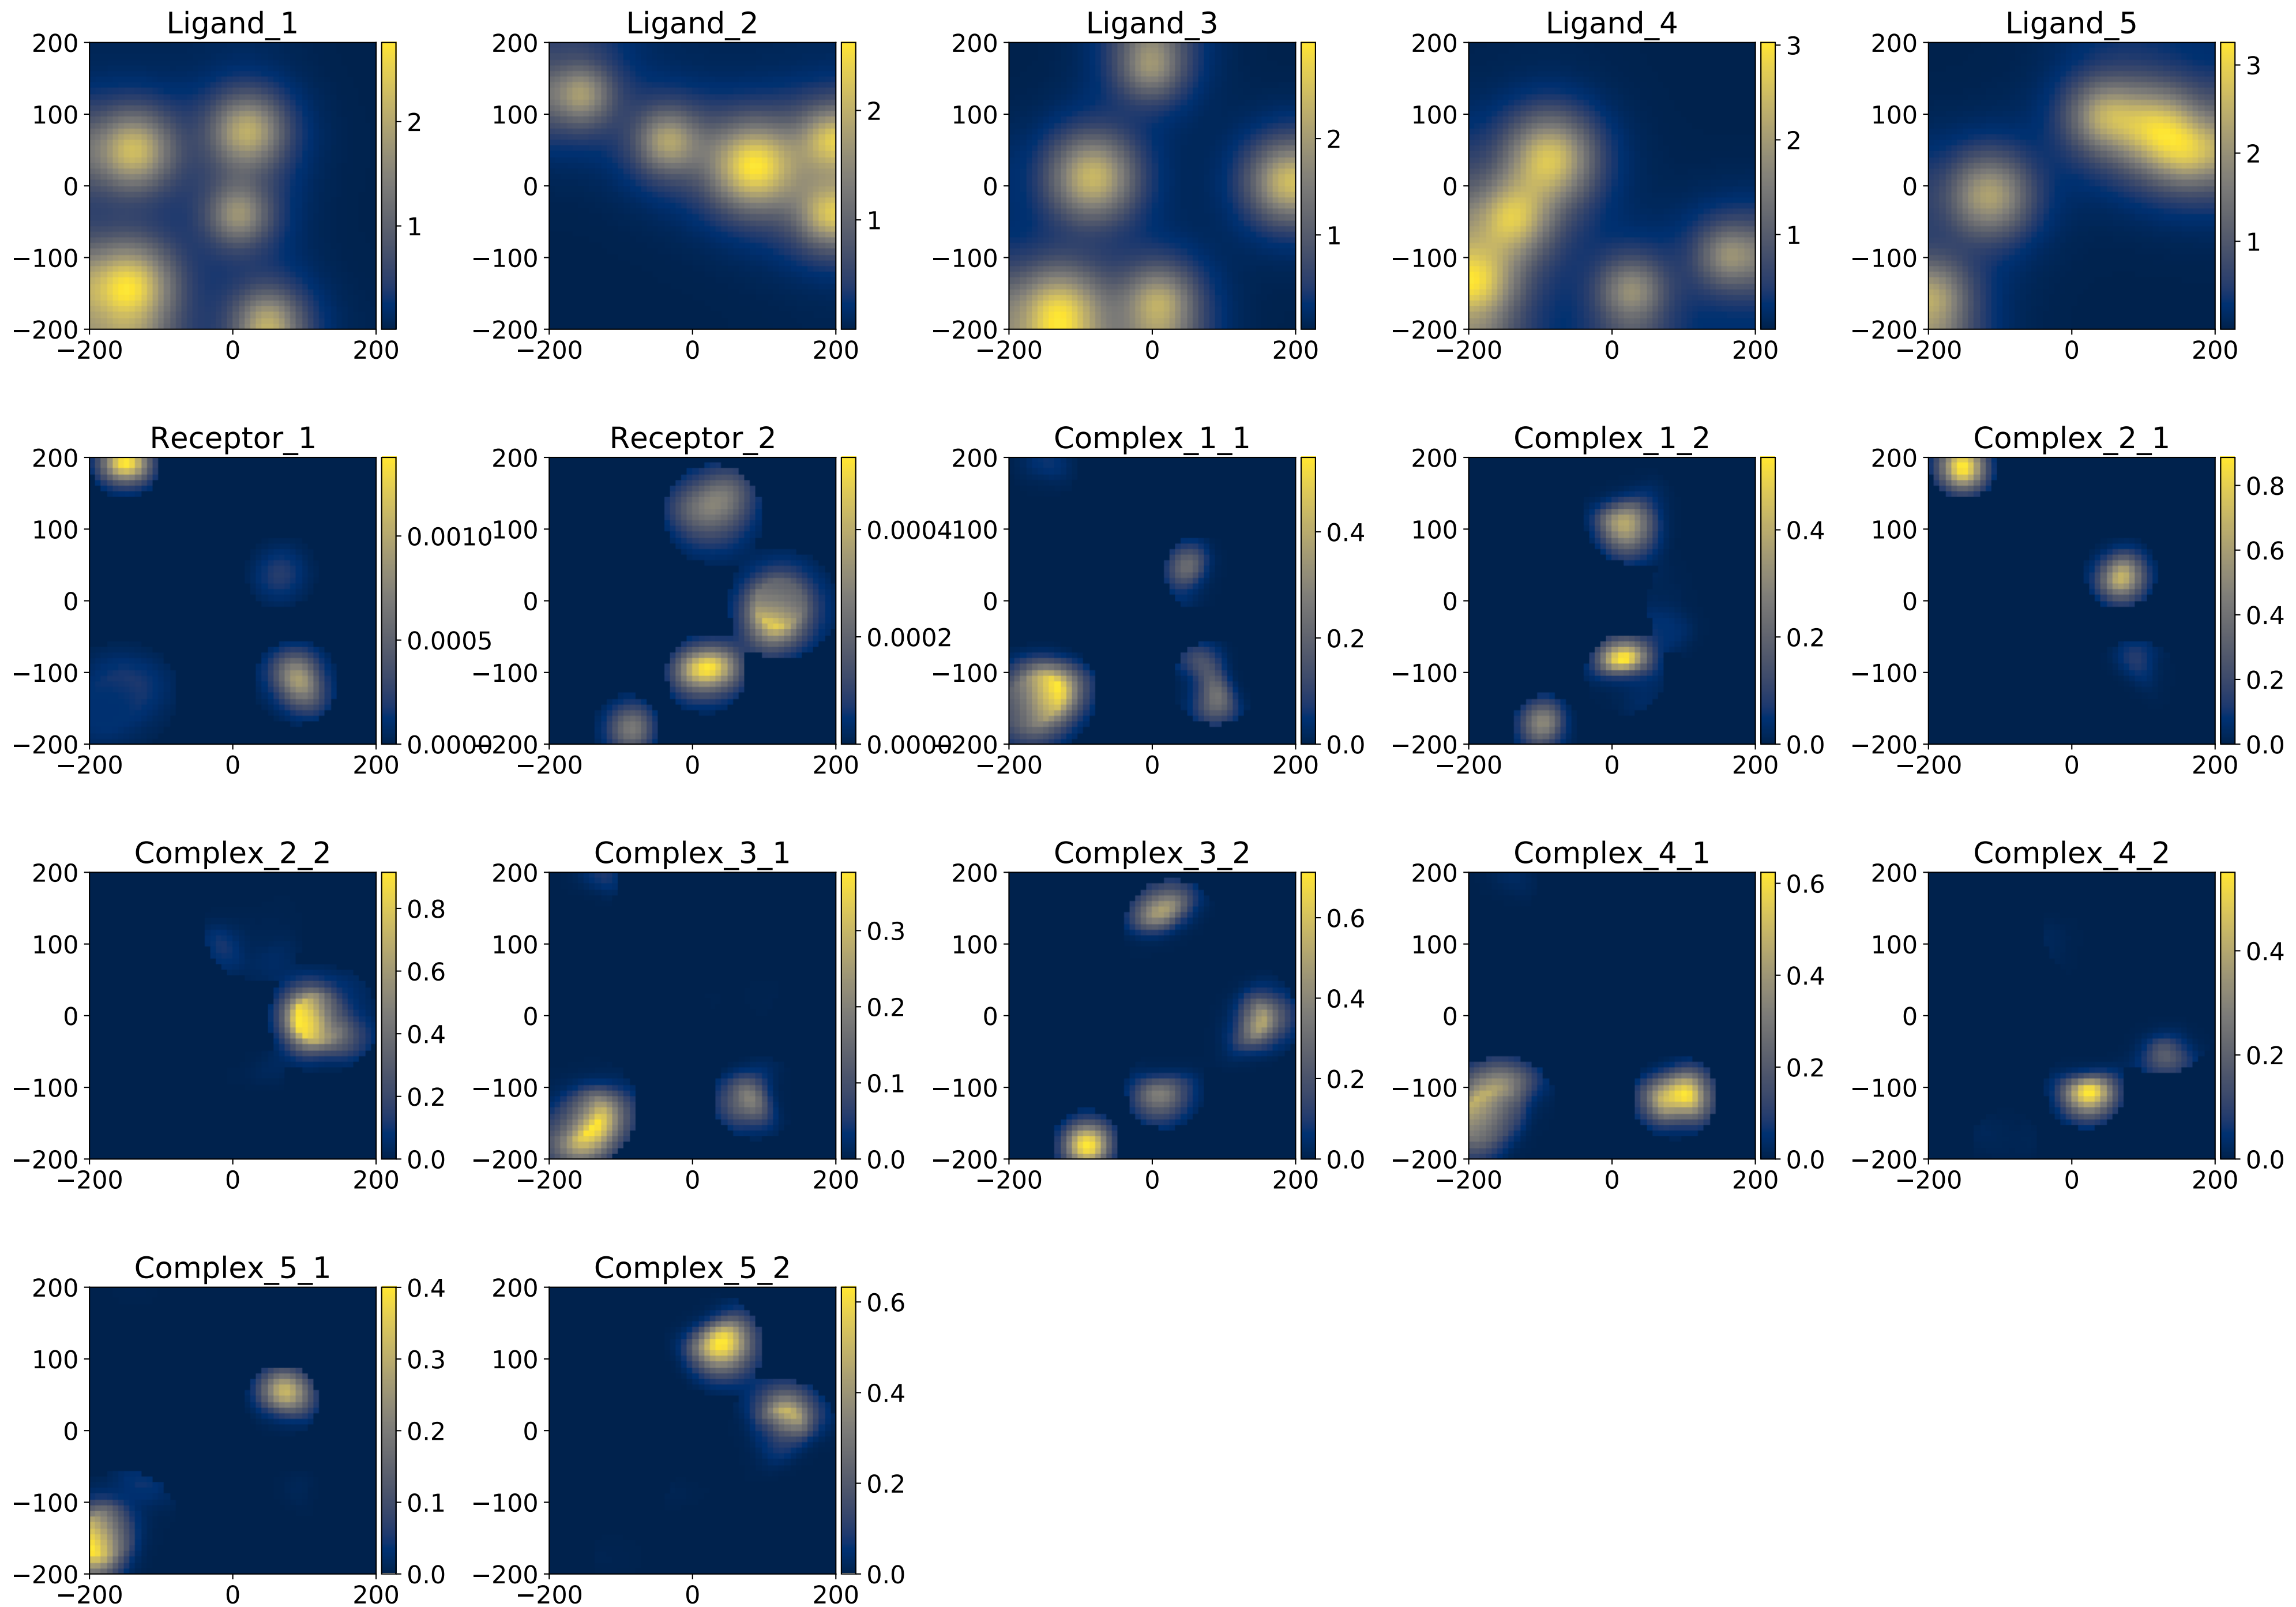 Ligand_1 Ligand_2 Ligand_3 Ligand_4 Ligand_5
200 200 200 200 200
100 100 100 100 100
0 0 0 0 0
−100 −100 −100 −100 −100
−200 −200 −200 −200 −200
−200 0 200 −200 0 200 −200 0 200 −200 0 200 −200 0 200
2 1 2 1 2 1 3 2 1 3 2 1
Receptor_1 Receptor_2 Complex_1_1 Complex_1_2 Complex_2_1
200 200 200 200 200
100 100 100 100 100
0 0 0 0 0
−100 −100 −100 −100 −100
−200 −200 −200 −200 −200
−200 0 200 −200 0 200 −200 0 200 −200 0 200 −200 0 200
0.0010 0.0005 0.0000 0.0004 0.0002 0.0000 0.4 0.2 0.0 0.4 0.2 0.0 0.8 0.6 0.4 0.2 0.0
Complex_2_2 Complex_3_1 Complex_3_2 Complex_4_1 Complex_4_2
200 200 200 200 200
100 100 100 100 100
0 0 0 0 0
−100 −100 −100 −100 −100
−200 −200 −200 −200 −200
−200 0 200 −200 0 200 −200 0 200 −200 0 200 −200 0 200
0.8 0.6 0.4 0.2 0.0 0.3 0.2 0.1 0.0 0.6 0.4 0.2 0.0 0.6 0.4 0.2 0.0 0.4 0.2 0.0
Complex_5_1 Complex_5_2
200 200
100 100
0 0
−100 −100
−200 −200
−200 0 200 −200 0 200
0.4 0.3 0.2 0.1 0.0 0.6 0.4 0.2 0.0